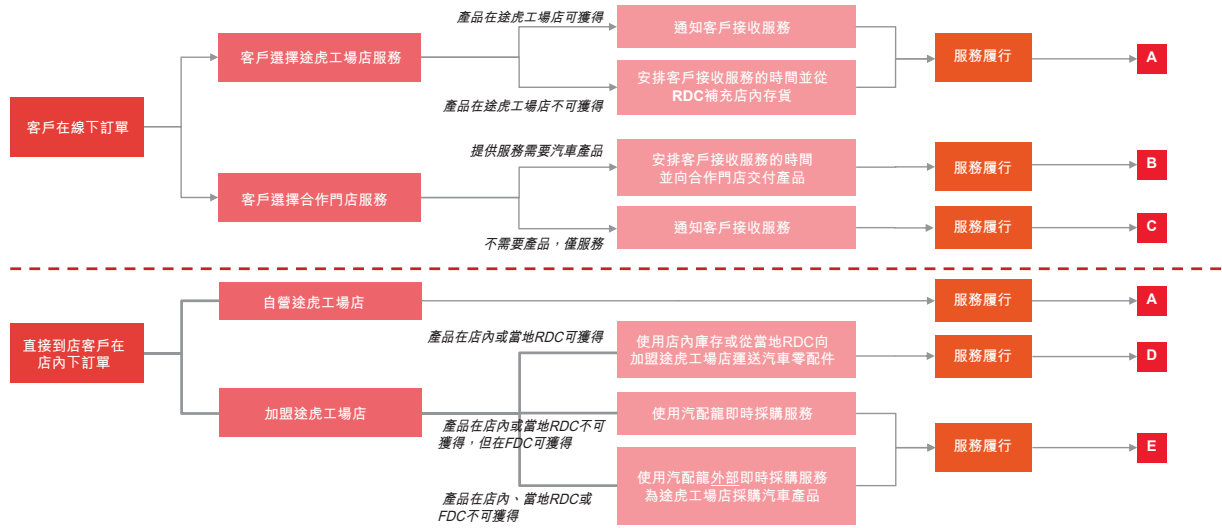 產品在途虎工場店可獲得
通知客戶接收服務
客戶選擇途虎工場店服務
服務履行
A
安排客戶接收服務的時間並從
RDC補充店內存貨
產品在途虎工場店不可獲得
客戶在線下訂單
提供服務需要汽車產品
安排客戶接收服務的時間
並向合作門店交付產品
服務履行
B
客戶選擇合作門店服務
通知客戶接收服務
服務履行
C
不需要產品，僅服務
自營途虎工場店
服務履行
A
直接到店客戶在
店內下訂單
產品在店內或當地RDC可獲得
使用店內庫存或從當地RDC向
加盟途虎工場店運送汽車零配件
服務履行
D
加盟途虎工場店
產品在店內或當地RDC不可
獲得，但在FDC可獲得
使用汽配龍即時採購服務
服務履行
E
使用汽配龍外部即時採購服務
為途虎工場店採購汽車產品
產品在店內、當地RDC或
FDC不可獲得